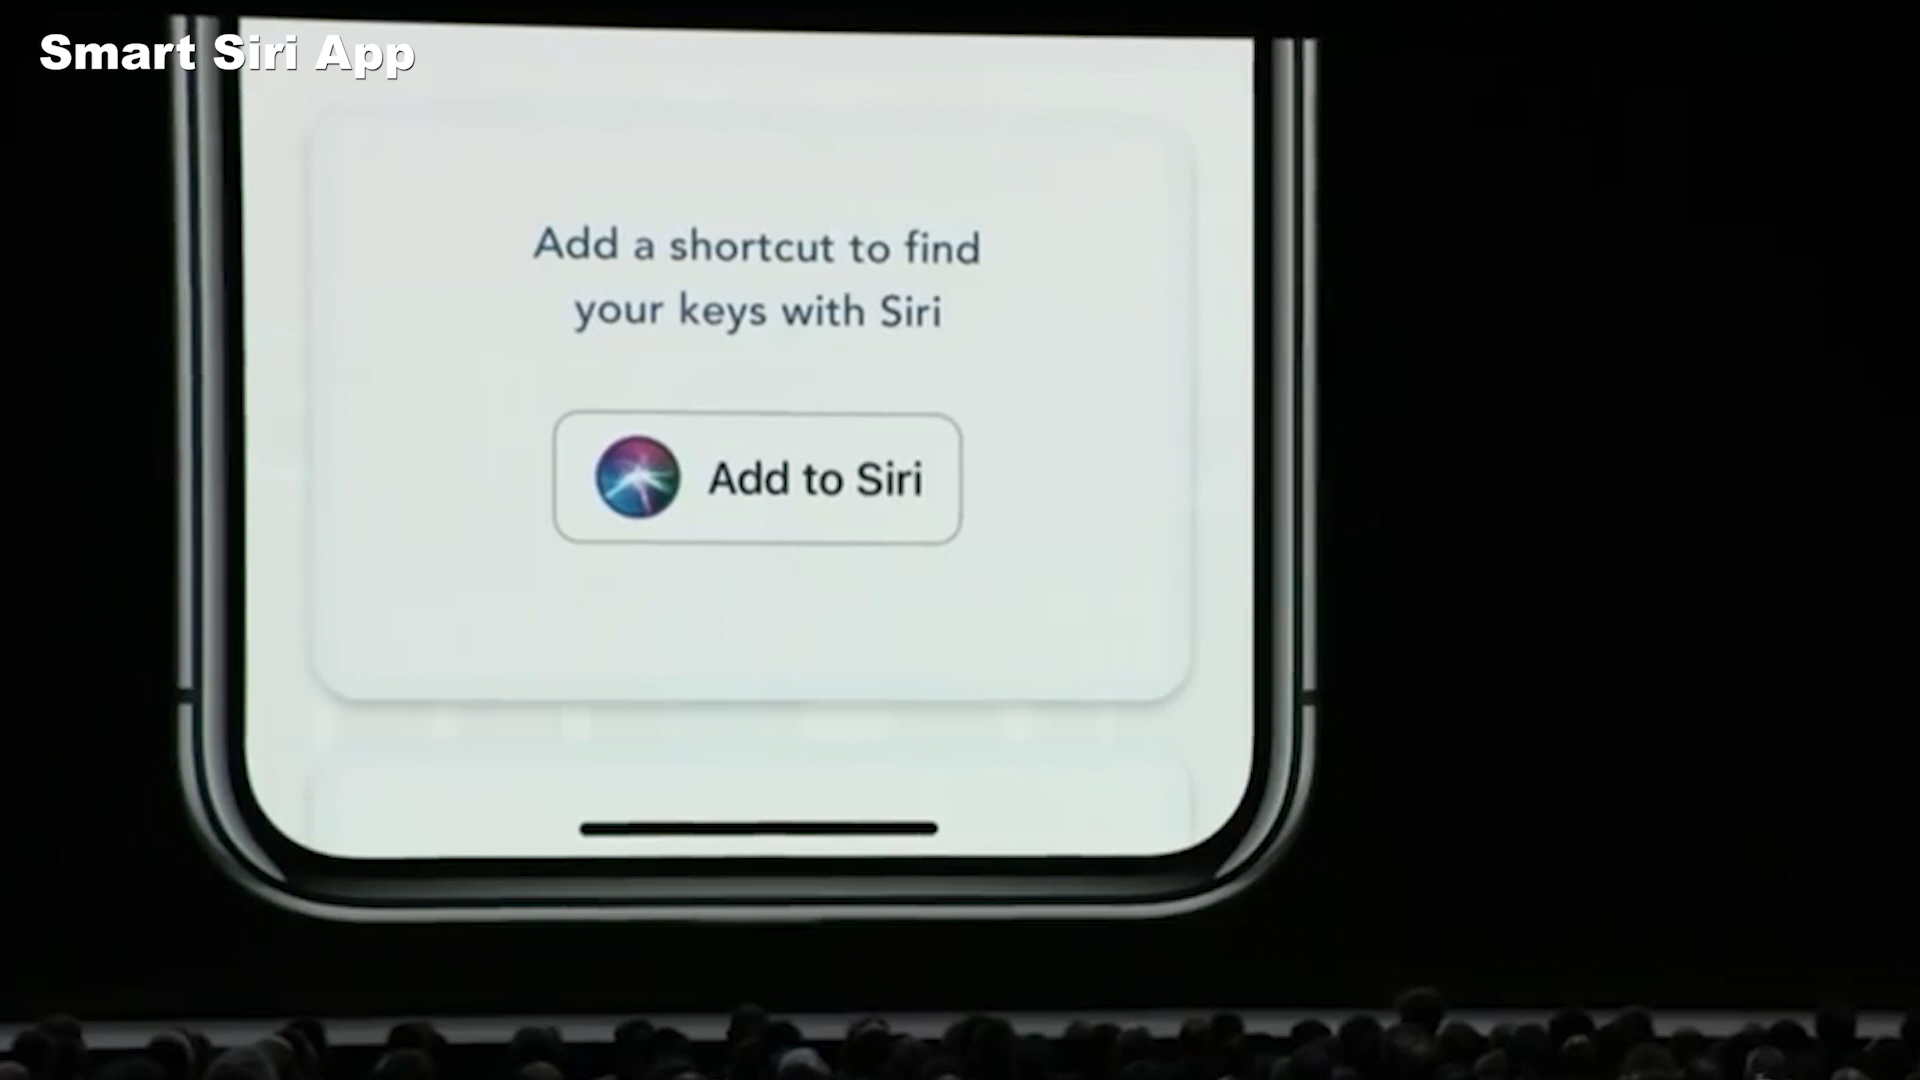 Smart Siri App
Add a shortcut to find
your keys with Siri
Add to Siri